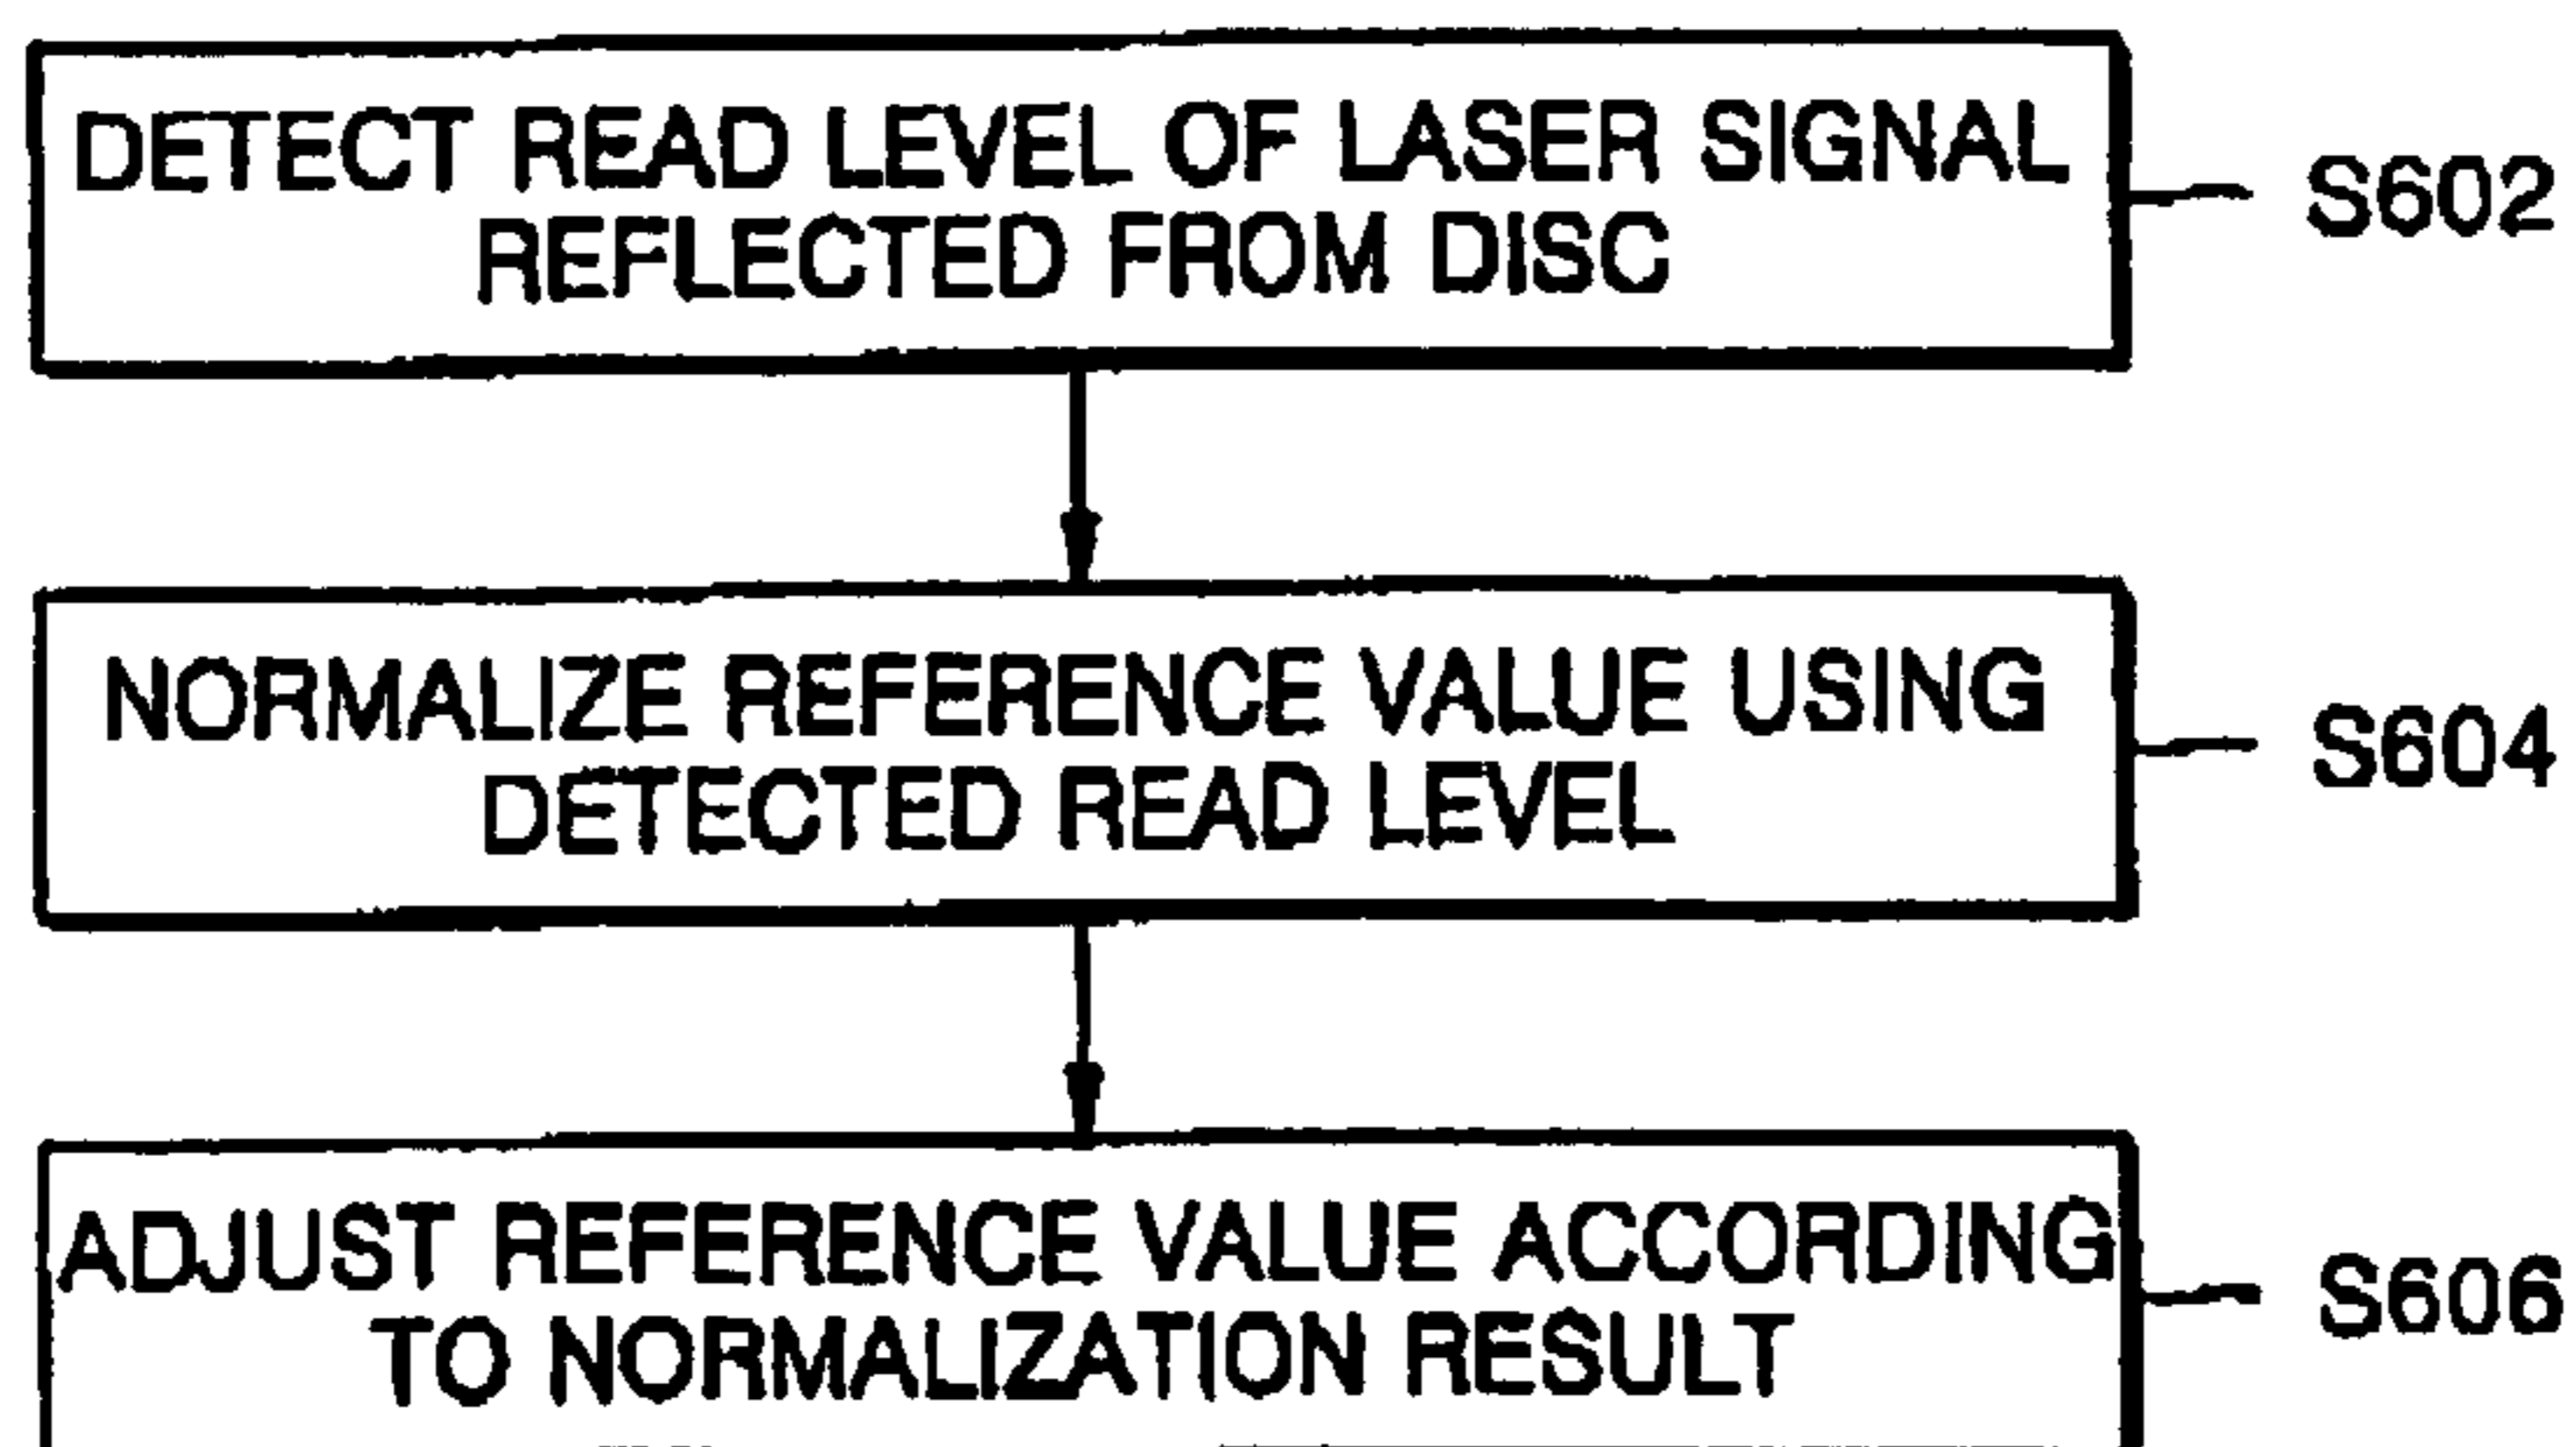 DETECT READ LEVEL OF LASER SIGNAL
REFLECTED FROM DISC
S602
NORMALIZE REFERENCE VALUE USING
DETECTED READ LEVEL
S604
ADJUST REFERENCE VALUE ACCORDING
TO NORMALIZATION RESULT
S606